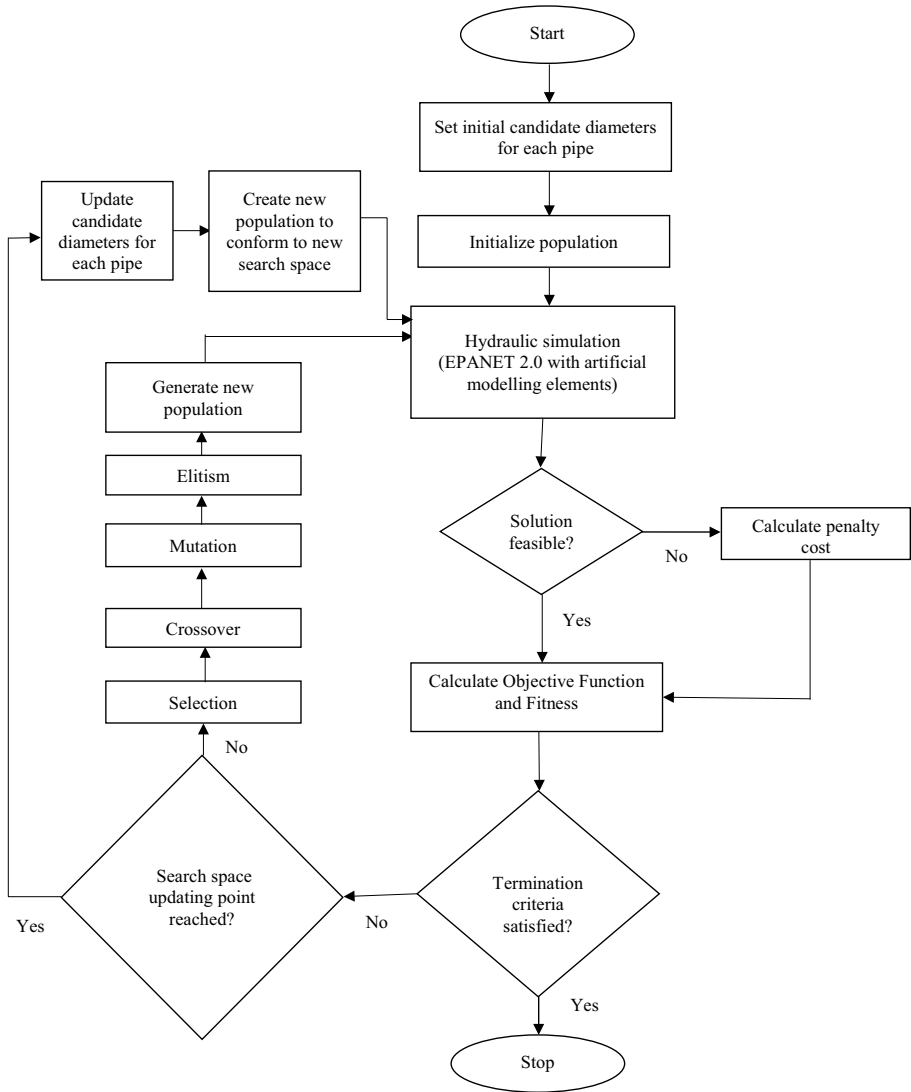 Start
Set initial candidate diameters
for each pipe
Update
candidate
diameters for
each pipe
Create new
population to
conform to new
search space
Initialize population
Hydraulic simulation
(EPANET 2.0 with artificial
modelling elements)
Generate new
population
Elitism
Mutation
Crossover
Selection
Solution
feasible?
No
Calculate penalty
cost
Yes
Calculate Objective Function
and Fitness
No
Search space
updating point
reached?
Yes
No
Termination
criteria
satisfied?
Yes
Stop